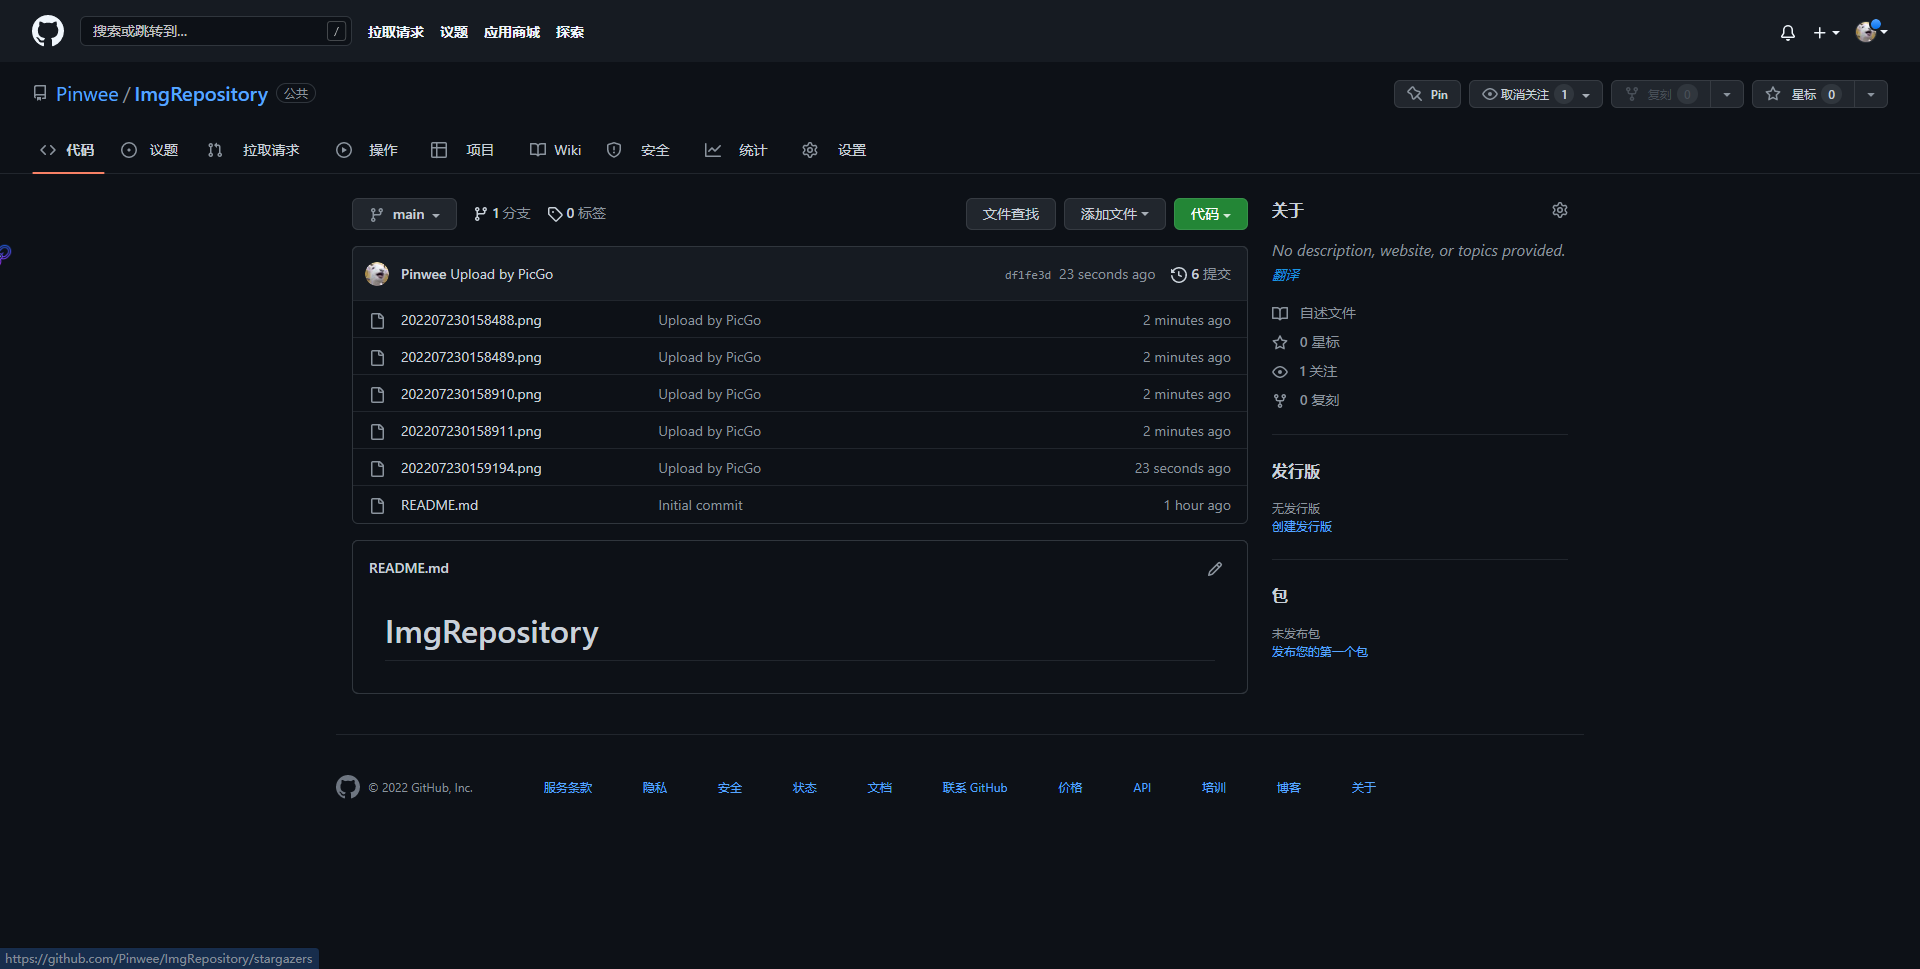 搜索或跳转到... / 拉取请求 议题 应用商城 探索
Pinwee / ImgRepository 公共 Pin 取消关注 1 复刻 0 星标 0
代码 议题 拉取请求 操作 项目 Wiki 安全 统计 设置
main 1 分支 0 标签 文件查找 添加文件 代码
Pinwee Upload by PicGo df1fe3d 23 seconds ago 6 提交
202207230158488.png Upload by PicGo 2 minutes ago
202207230158489.png Upload by PicGo 2 minutes ago
202207230158910.png Upload by PicGo 2 minutes ago
202207230158911.png Upload by PicGo 2 minutes ago
202207230159194.png Upload by PicGo 23 seconds ago
README.md Initial commit 1 hour ago
README.md
ImgRepository
关于
No description, website, or topics provided.
翻译
自述文件
0 星标
1 关注
0 复刻
发行版
无发行版
创建发行版
包
未发布包
发布您的第一个包
© 2022 GitHub, Inc. 服务条款 隐私 安全 状态 文档 联系 GitHub 价格 API 培训 博客 关于
https://github.com/Pinwee/ImgRepository/stargazers